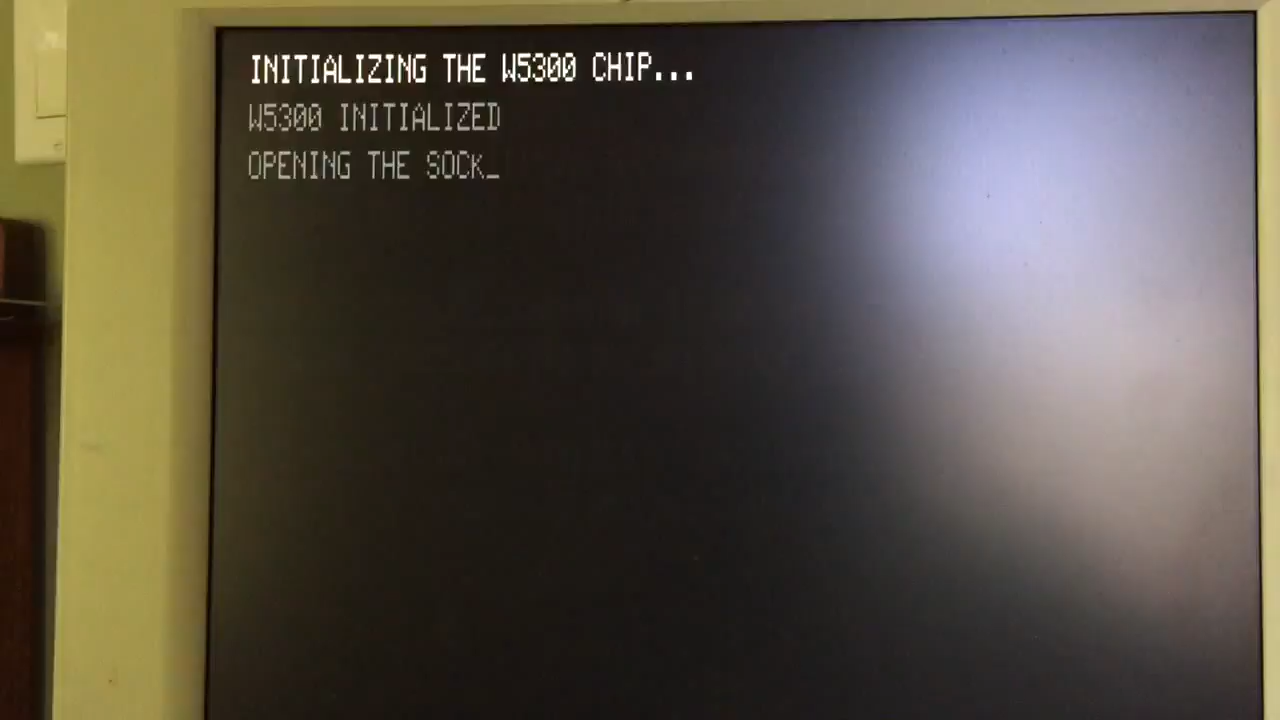 INITIALIZING THE W5300 CHIP...
W5300 INITIALIZED
OPENING THE SOCK_